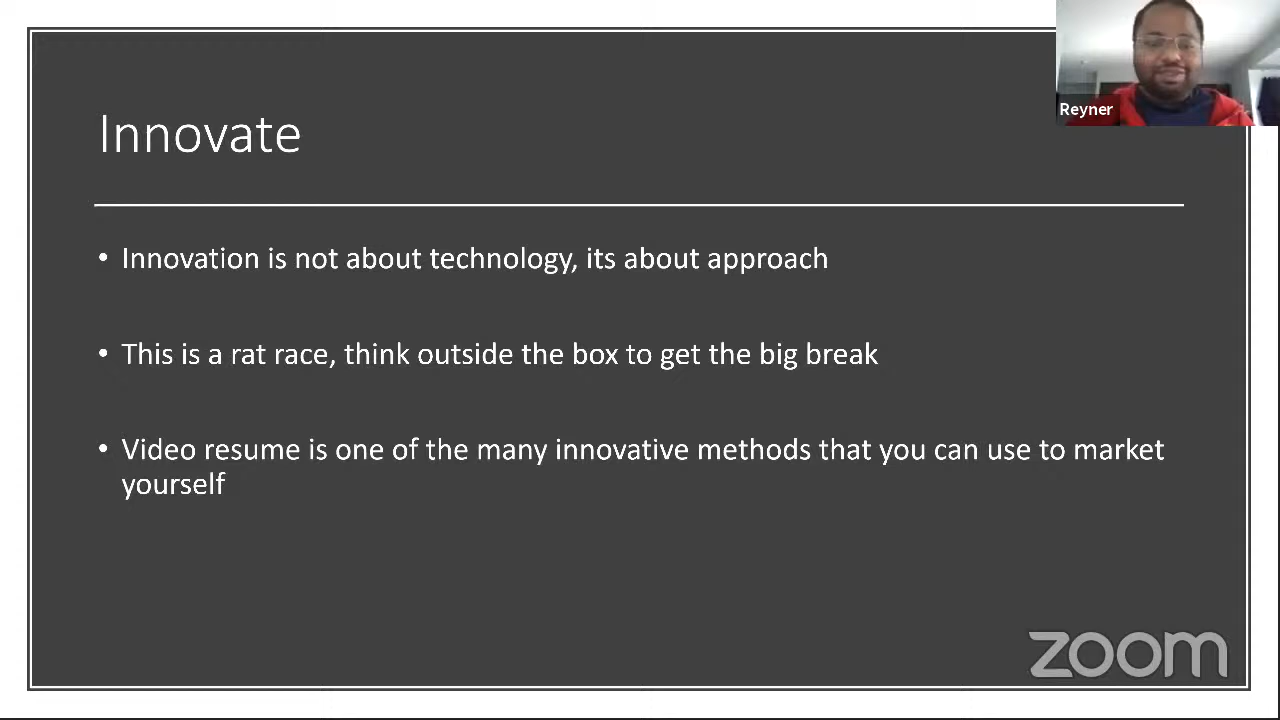 Innovate
Reyner
• Innovation is not about technology, its about approach
• This is a rat race, think outside the box to get the big break
• Video resume is one of the many innovative methods that you can use to market
yourself
zoom